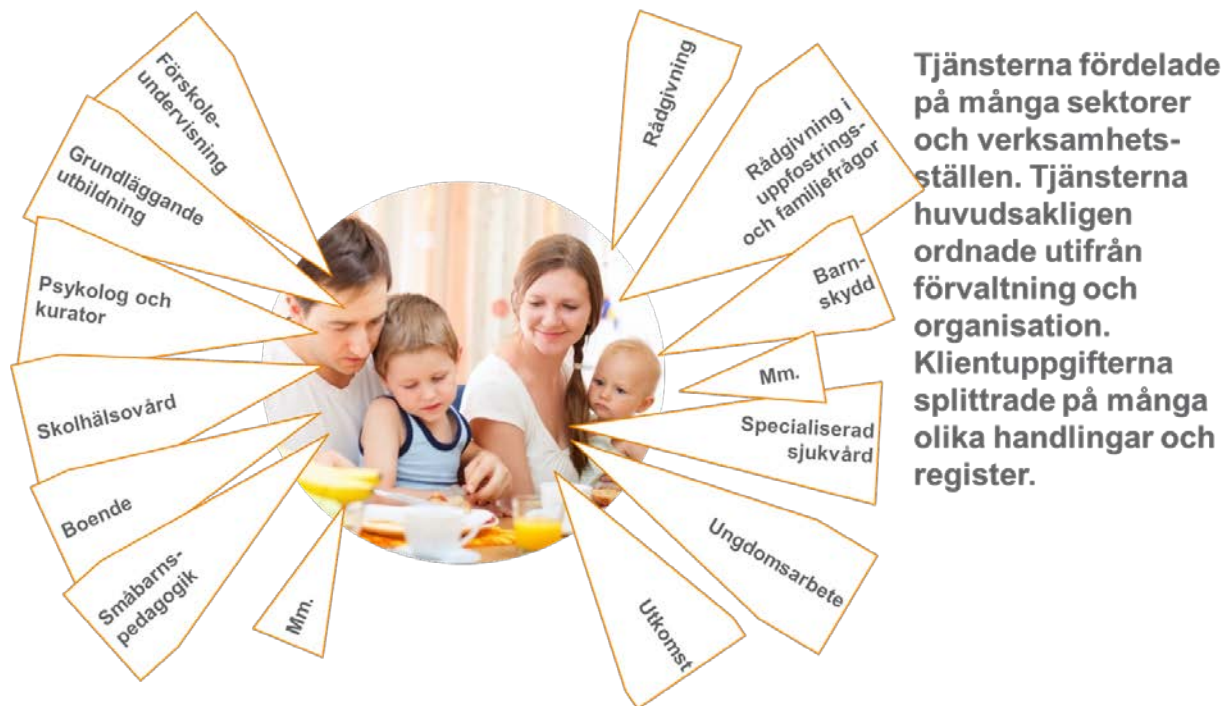 Förskole-
undervisning
Grundläggande
utbildning
Psykolog och
kurator
Skolhälsovård
Boende
Småbarns-
pedagogik
Mm.
Rådgivning
Rådgivning i
uppfostrings-
och familjefrågor
Barn-
skydd
Mm.
Specialiserad
sjukvård
Ungdomsarbete
Utkomst
Tjänsterna fördelade
på många sektorer
och verksamhets-
ställen. Tjänsterna
huvudsakligen
ordnade utifrån
förvaltning och
organisation.
Klientuppgifterna
splittrade på många
olika handlingar och
register.